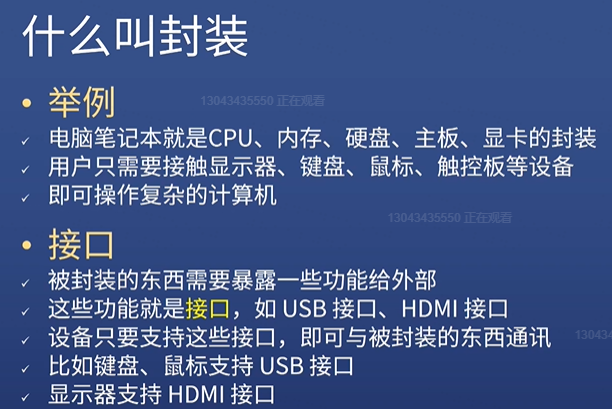 什么叫封装
• 举例
13043435550 正在观看
✓ 电脑笔记本就是CPU、内存、硬盘、主板、显卡的封装
✓ 用户只需要接触显示器、键盘、鼠标、触控板等设备
✓ 即可操作复杂的计算机
13043435550 正在观看
• 接口
✓ 被封装的东西需要暴露一些功能给外部
✓ 这些功能就是接口，如 USB 接口、HDMI 接口
✓ 设备只要支持这些接口，即可与被封装的东西通讯
130434
✓ 比如键盘、鼠标支持 USB 接口
✓ 显示器支持 HDMI 接口